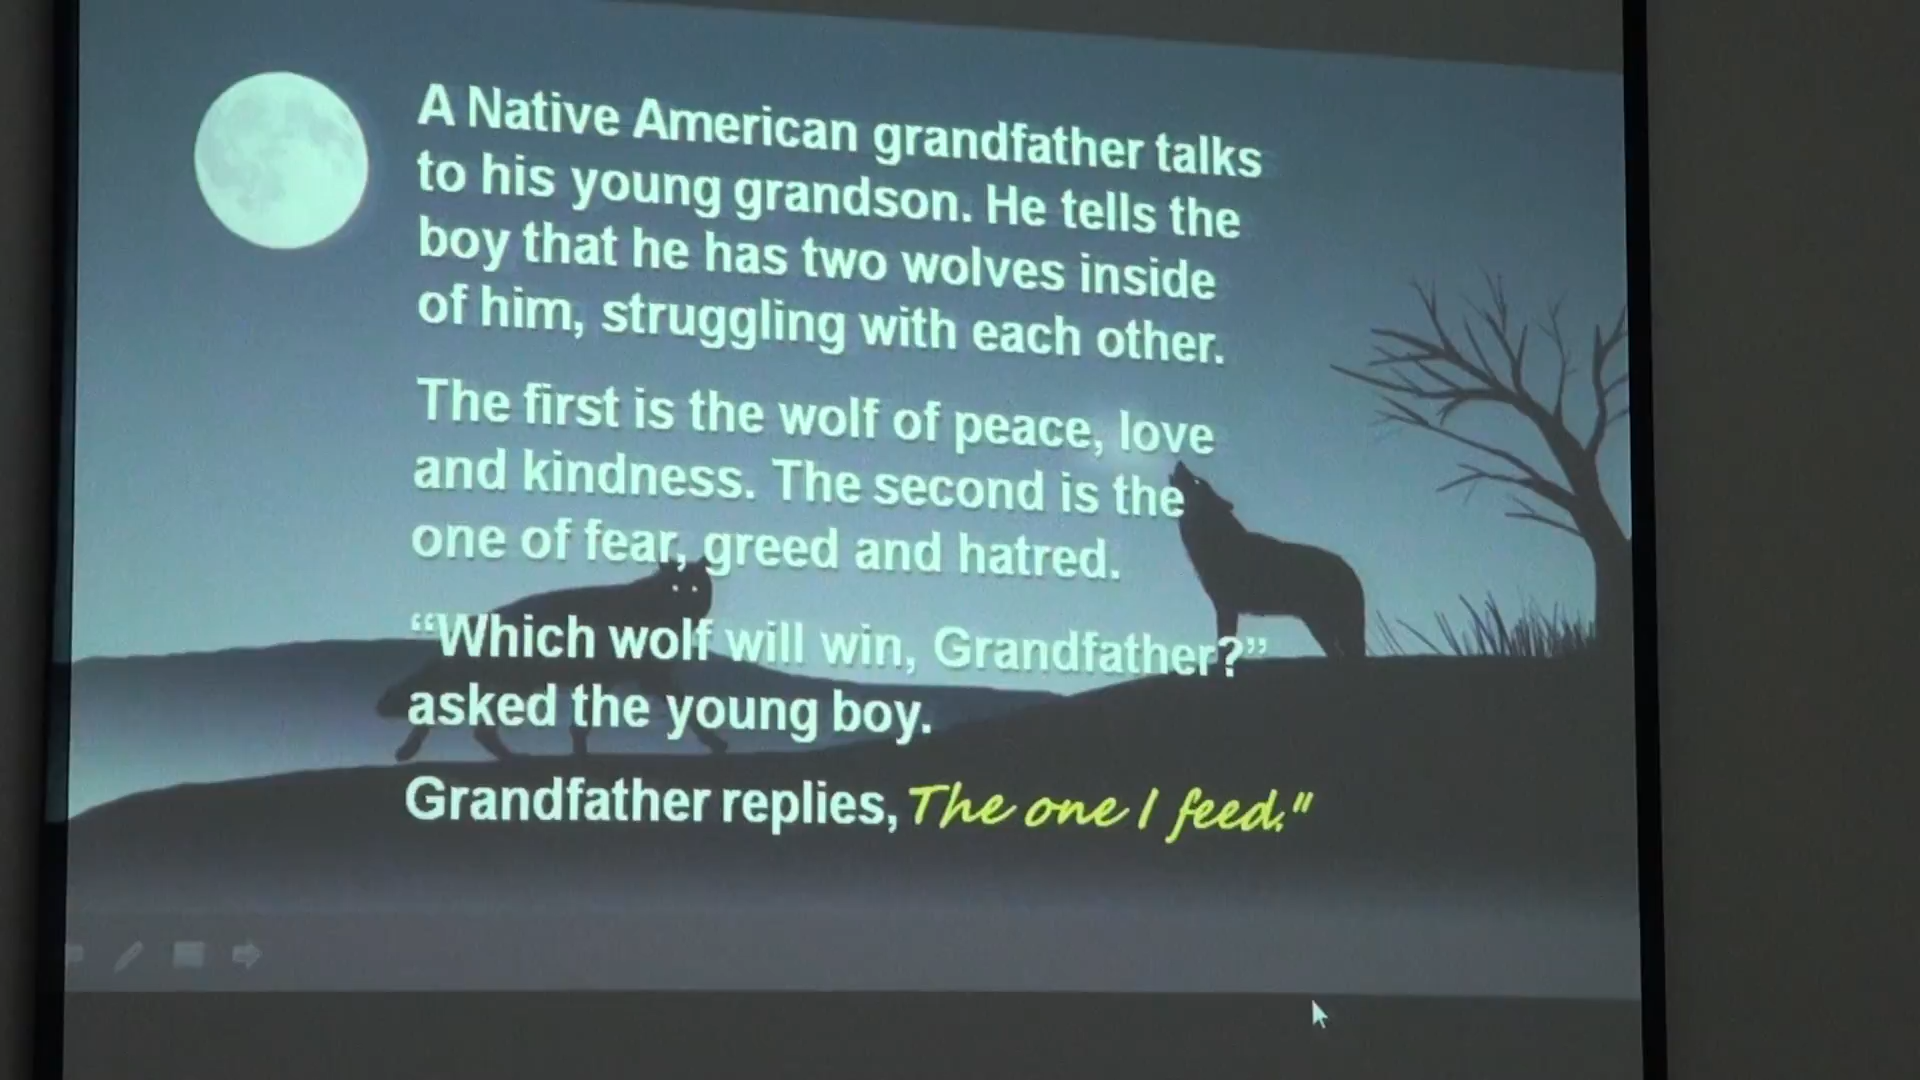 A Native American grandfather talks
to his young grandson. He tells the
boy that he has two wolves inside
of him, struggling with each other.
The first is the wolf of peace, love
and kindness. The second is the
one of fear, greed and hatred.
“Which wolf will win, Grandfather?”
asked the young boy.
Grandfather replies, The one I feed."